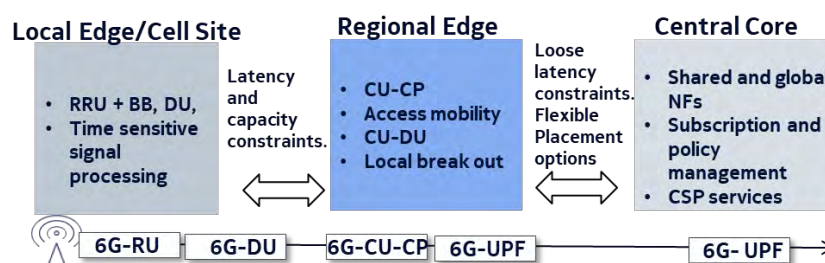 Local Edge/Cell Site
Regional Edge
Central Core
• RRU + BB, DU,
• Time sensitive
signal
processing
Latency
and
capacity
constraints.
• CU-CP
• Access mobility
• CU-DU
• Local break out
Loose
latency
constraints.
Flexible
Placement
options
• Shared and global
NFs
• Subscription and
policy
management
• CSP services
6G-RU
6G-DU
6G-CU-CP
6G-UPF
6G- UPF